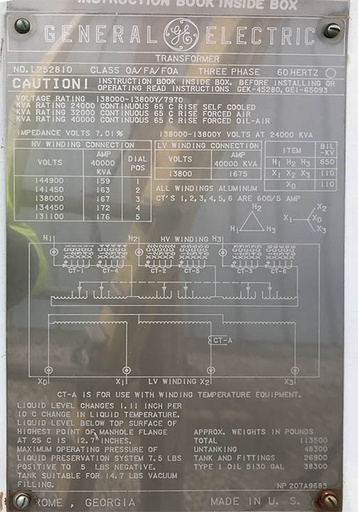 INSTRUCTION BOOK INSIDE BOX
GENERAL GE ELECTRIC
TRANSFORMER
NO. L252810 CLASS OA/FA/FOA THREE PHASE 60 HERTZ
CAUTION! INSTRUCTION BOOK INSIDE BOX. BEFORE INSTALLING OR
OPERATING READ INSTRUCTIONS GEK-45280, GEI-65093
VOLTAGE RATING 138000-13800Y/7970
KVA RATING 24000 CONTINUOUS 65 C RISE SELF COOLED
KVA RATING 32000 CONTINUOUS 65 C RISE FORCED AIR
KVA RATING 40000 CONTINUOUS 65 C RISE FORCED OIL-AIR
IMPEDANCE VOLTS 7.01% 138000-13800Y VOLTS AT 24000 KVA
HV WINDING CONNECTION
VOLTS AMP 40000 KVA DIAL POS
144900 159 1
141450 163 2
138000 167 3
134450 172 4
131100 176 5
LV WINDING CONNECTION
VOLTS AMP 40000 KVA
13800 1675
ITEM BIL -KV
H1 H2 H3 650
X1 X2 X3 110
X0 110
ALL WINDINGS ALUMINUM
CT'S 1,2,3,4,5,6 ARE 600/5 AMP
H2
H1 H3
X2
X1 X0
X3
H1 H2 HV WINDING H3
CT-1 CT-2 CT-3 CT-6
CT-A
X0 X1 LV WINDING X2 X3
CT-A IS FOR USE WITH WINDING TEMPERATURE EQUIPMENT.
LIQUID LEVEL CHANGES 1.11 INCH PER
10 C CHANGE IN LIQUID TEMPERATURE.
LIQUID LEVEL BELOW TOP SURFACE OF
HIGHEST POINT OF MANHOLE FLANGE
AT 25 C IS 12.7 INCHES.
MAXIMUM OPERATING PRESSURE OF
LIQUID PRESERVATION SYSTEM 7.5 LBS
POSITIVE TO 5 LBS NEGATIVE.
TANK SUITABLE FOR 14.7 LBS VACUUM
FILLING.
APPROX. WEIGHTS IN POUNDS
TOTAL 113500
UNTANKING 48300
TANK AND FITTINGS 26900
TYPE I OIL 5130 GAL 38300
NP 207A9683
ROME, GEORGIA MADE IN U. S.